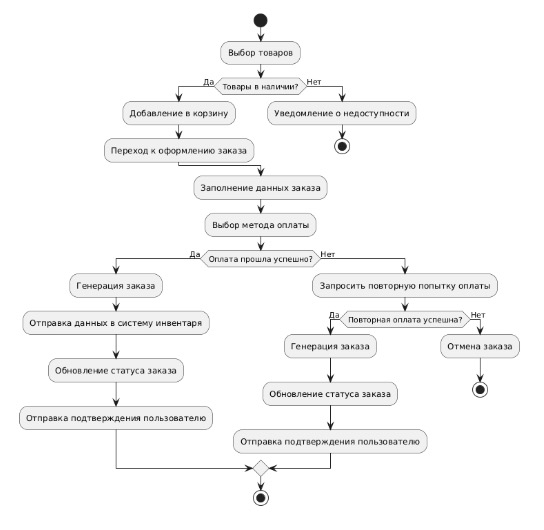 Выбор товаров
Да
Товары в наличии?
Нет
Добавление в корзину
Уведомление о недоступности
Переход к оформлению заказа
Заполнение данных заказа
Выбор метода оплаты
Да
Оплата прошла успешно?
Нет
Генерация заказа
Запросить повторную попытку оплаты
Отправка данных в систему инвентаря
Да
Повторная оплата успешна?
Нет
Генерация заказа
Отмена заказа
Обновление статуса заказа
Обновление статуса заказа
Отправка подтверждения пользователю
Отправка подтверждения пользователю